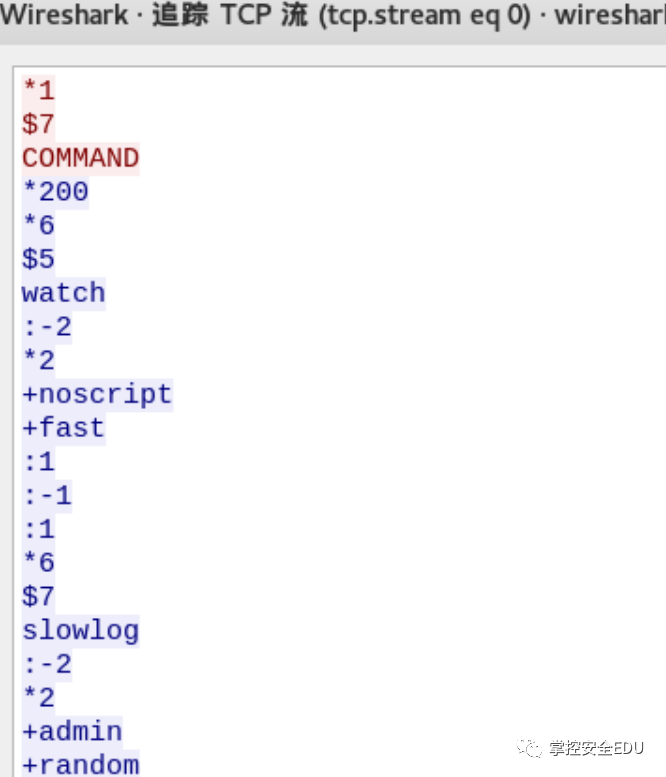 Wireshark · 追踪 TCP 流 (tcp.stream eq 0) · wireshark
*1
$7
COMMAND
*200
*6
$5
watch
:-2
*2
+noscript
+fast
:1
:-1
:1
*6
$7
slowlog
:-2
*2
+admin
+random
掌控安全EDU